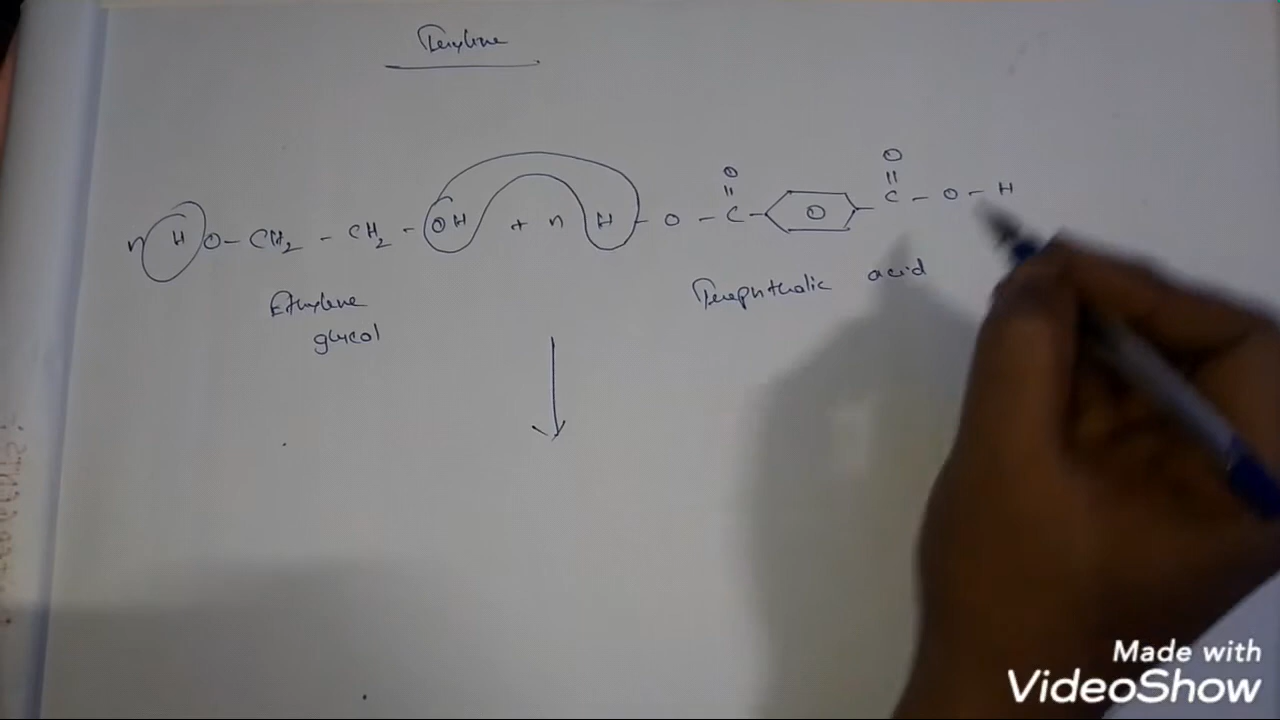 Terylene
n H O - CH2 - CH2 - OH + n H - O - C - C - O - H
O O
O
Ethylene
glycol
Terephthalic acid
Made with
VideoShow